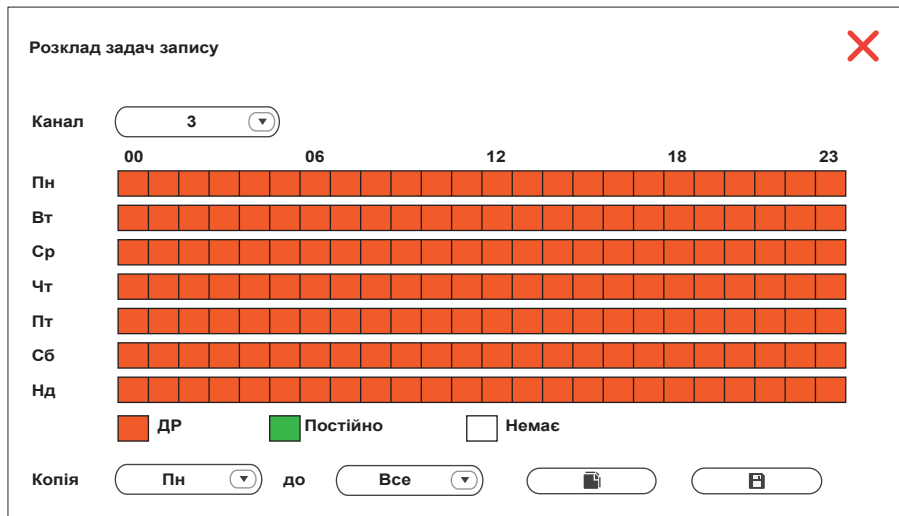 Розклад задач запису
Канал 3
00 06 12 18 23
Пн
Вт
Ср
Чт
Пт
Сб
Нд
ДР Постійно Немає
Копія Пн до Все